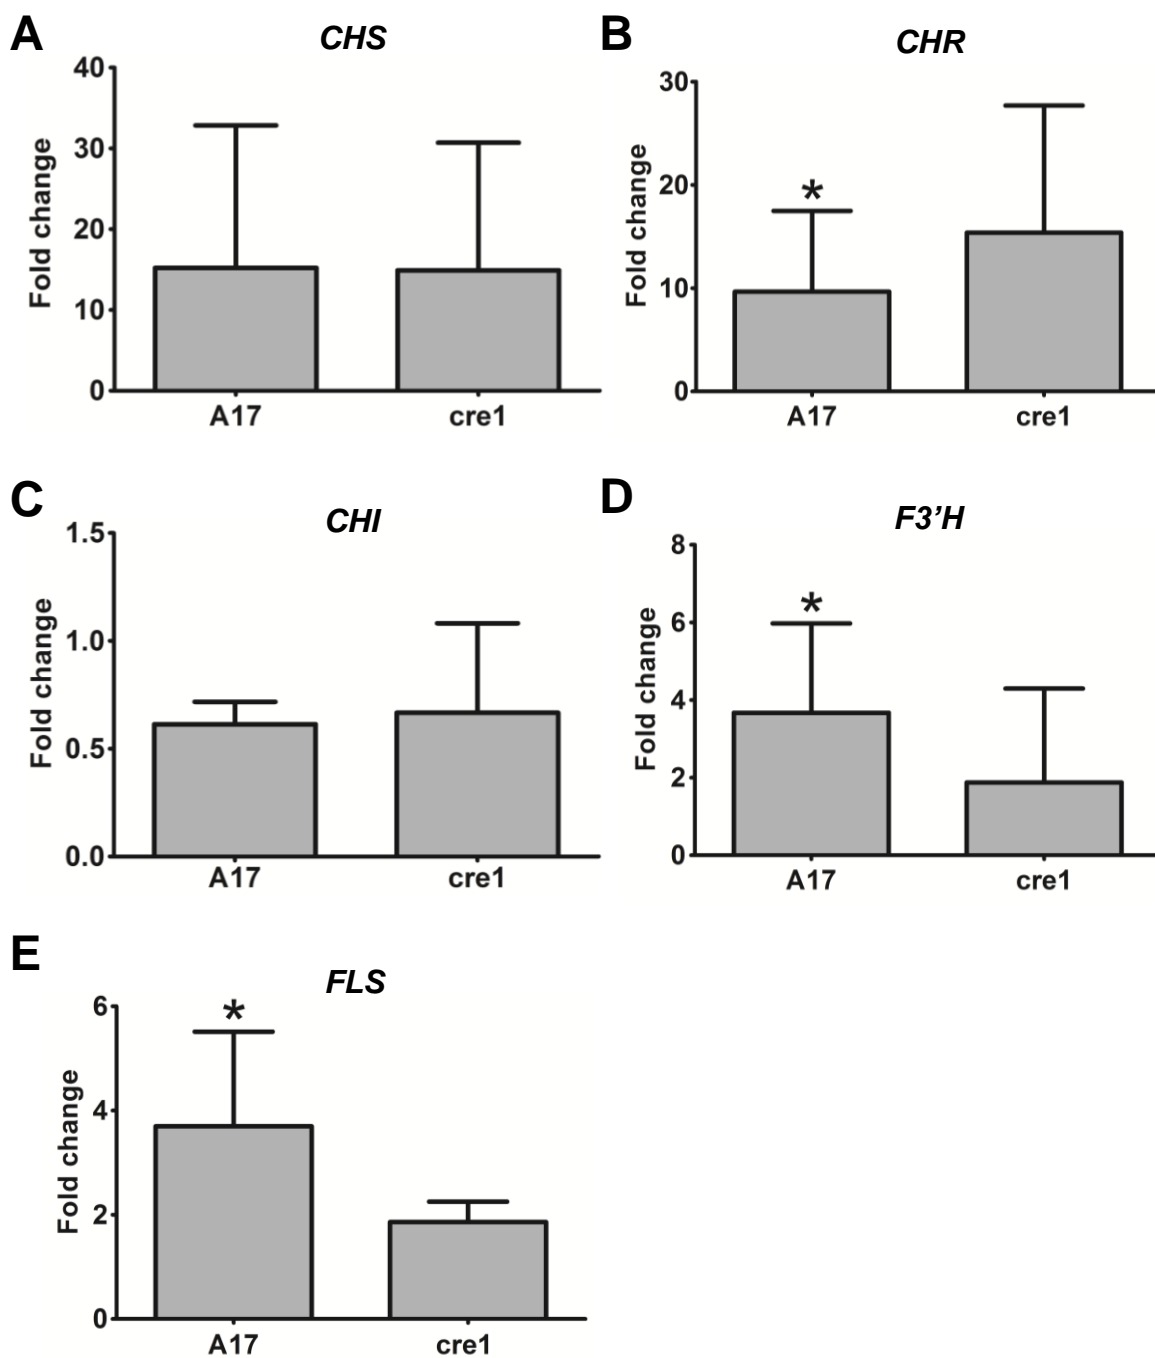 A
CHS
Fold change
40
30
20
10
0
A17
cre1
B
CHR
Fold change
30
20
10
0
*
A17
cre1
C
CHI
Fold change
1.5
1.0
0.5
0.0
A17
cre1
D
F3’H
Fold change
8
6
4
2
0
*
A17
cre1
E
FLS
Fold change
6
4
2
0
*
A17
cre1